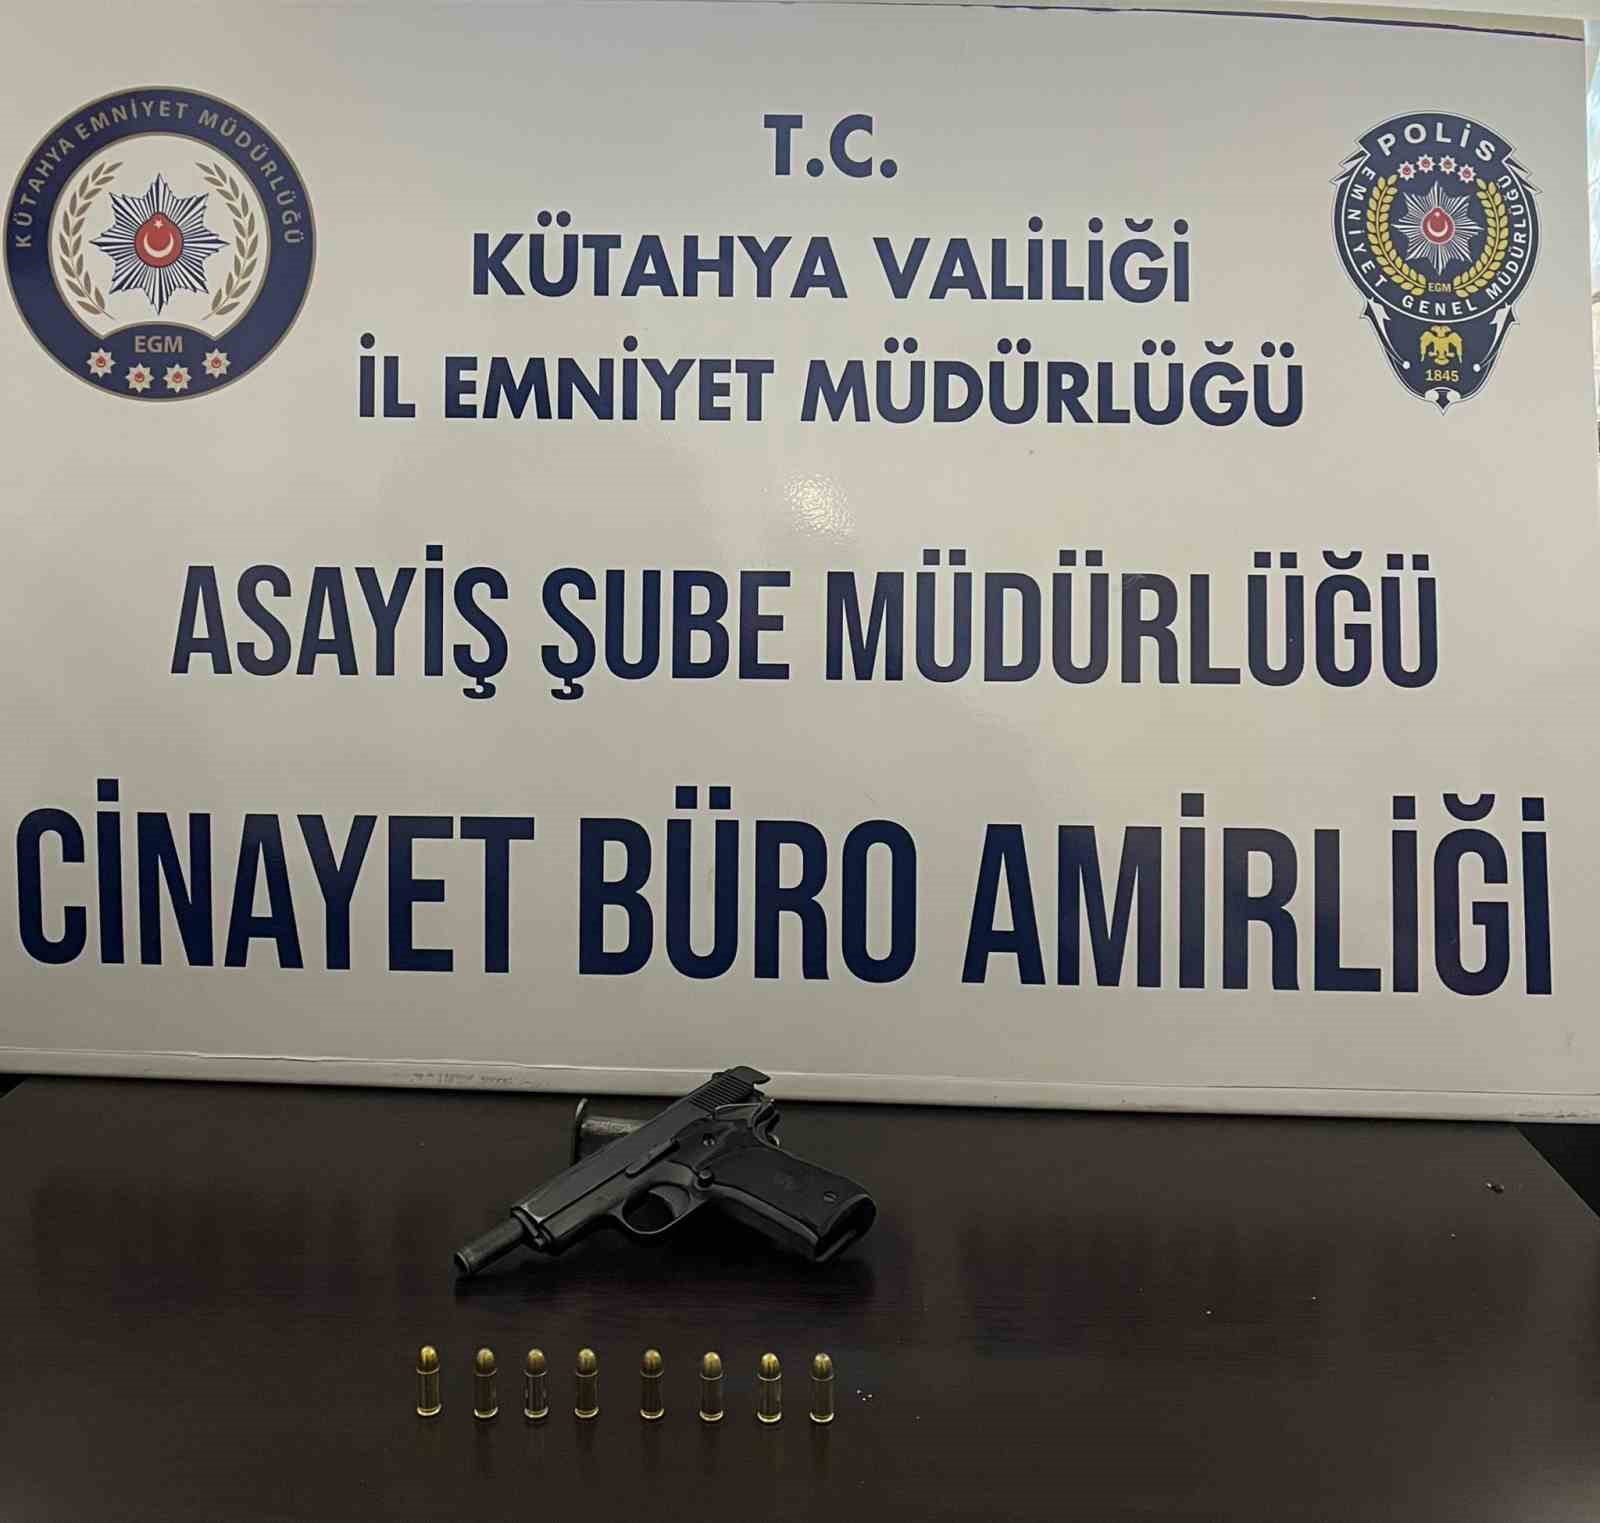 KÜTAHYA EMNİYET MÜDÜRLÜĞÜ
EGM
T.C.
KÜTAHYA VALİLİĞİ
İL EMNİYET MÜDÜRLÜĞÜ
POLİS
EMNİYET GENEL MÜDÜRLÜĞÜ
EGM
1845
ASAYİŞ ŞUBE MÜDÜRLÜĞÜ
CİNAYET BÜRO AMİRLİĞİ